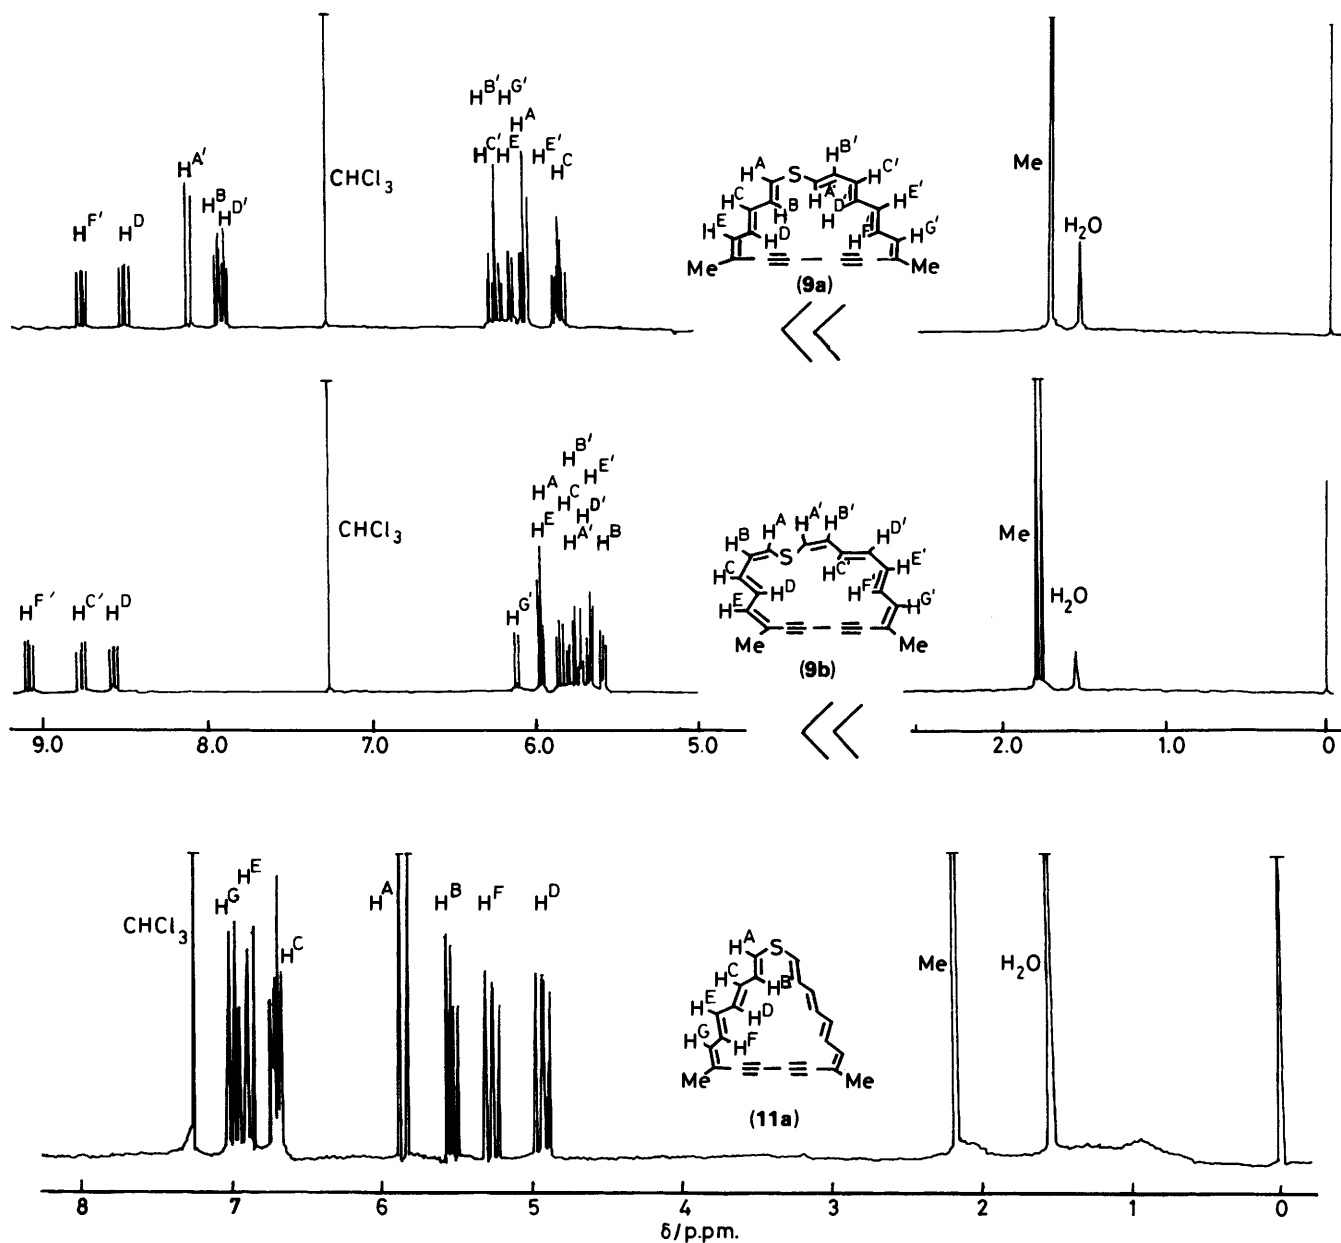 H^B' H^G'
H^A
H^C' H^E H^E'
H^C
H^A'
CHCl₃
H^B
H^D'
H^F' H^D
H^A S H^B'
H^C' H^C H^A' H^E'
H^B H^D'
H^E H^D H^F' H^G'
Me Me
(9a)
Me
H₂O
H^B'
H^E'
H^A
H^C
H^D'
H^E H^A' H^B
CHCl₃
H^F' H^C' H^D
H^G'
H^A H^A' H^B'
H^B S H^D'
H^C H^C' H^E'
H^D H^F'
H^E H^G'
Me Me
(9b)
Me
H₂O
9.0 8.0 7.0 6.0 5.0 2.0 1.0 0
H^E
H^G
CHCl₃
H^C
H^A H^B H^F H^D
H^A S
H^C H^B
H^E H^D
H^G H^F
Me Me
(11a)
Me H₂O
8 7 6 5 4 3 2 1 0
δ/p.pm.